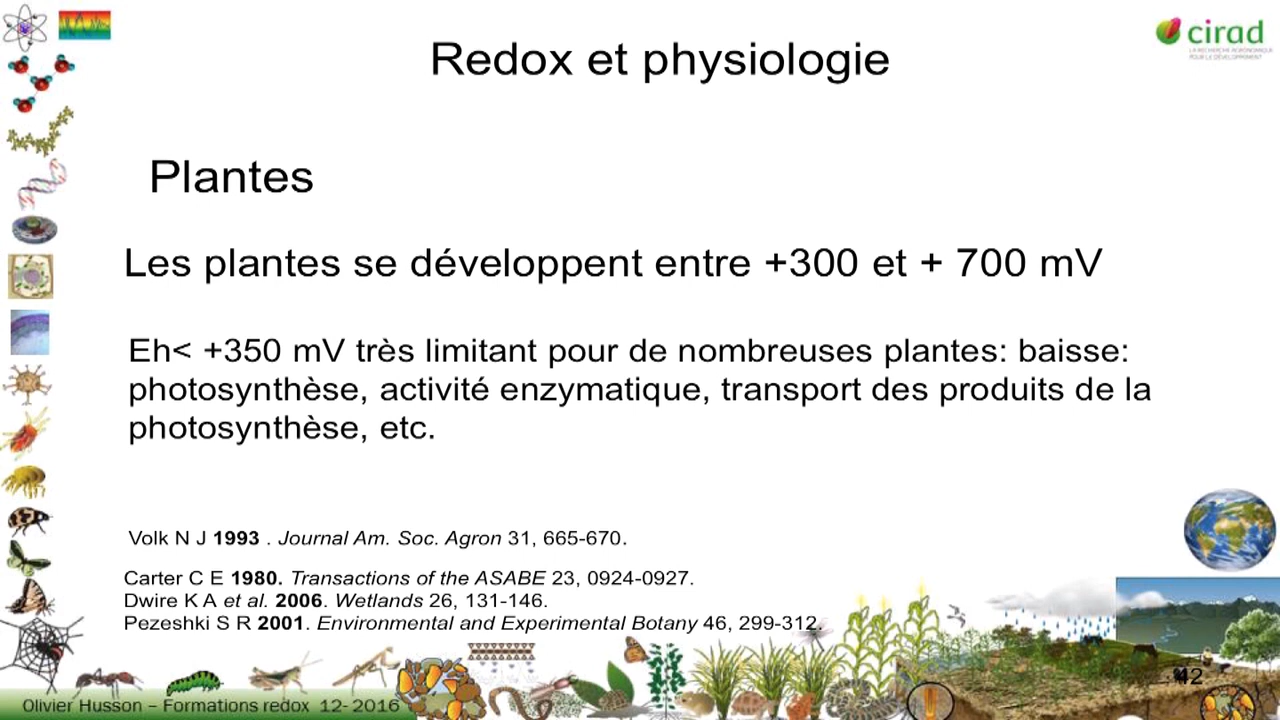 cirad
LA RECHERCHE AGRONOMIQUE
POUR LE DÉVELOPPEMENT
Redox et physiologie
Plantes
Les plantes se développent entre +300 et + 700 mV
Eh< +350 mV très limitant pour de nombreuses plantes: baisse:
photosynthèse, activité enzymatique, transport des produits de la
photosynthèse, etc.
Volk N J 1993 . Journal Am. Soc. Agron 31, 665-670.
Carter C E 1980. Transactions of the ASABE 23, 0924-0927.
Dwire K A et al. 2006. Wetlands 26, 131-146.
Pezeshki S R 2001. Environmental and Experimental Botany 46, 299-312.
42
Olivier Husson – Formations redox 12- 2016